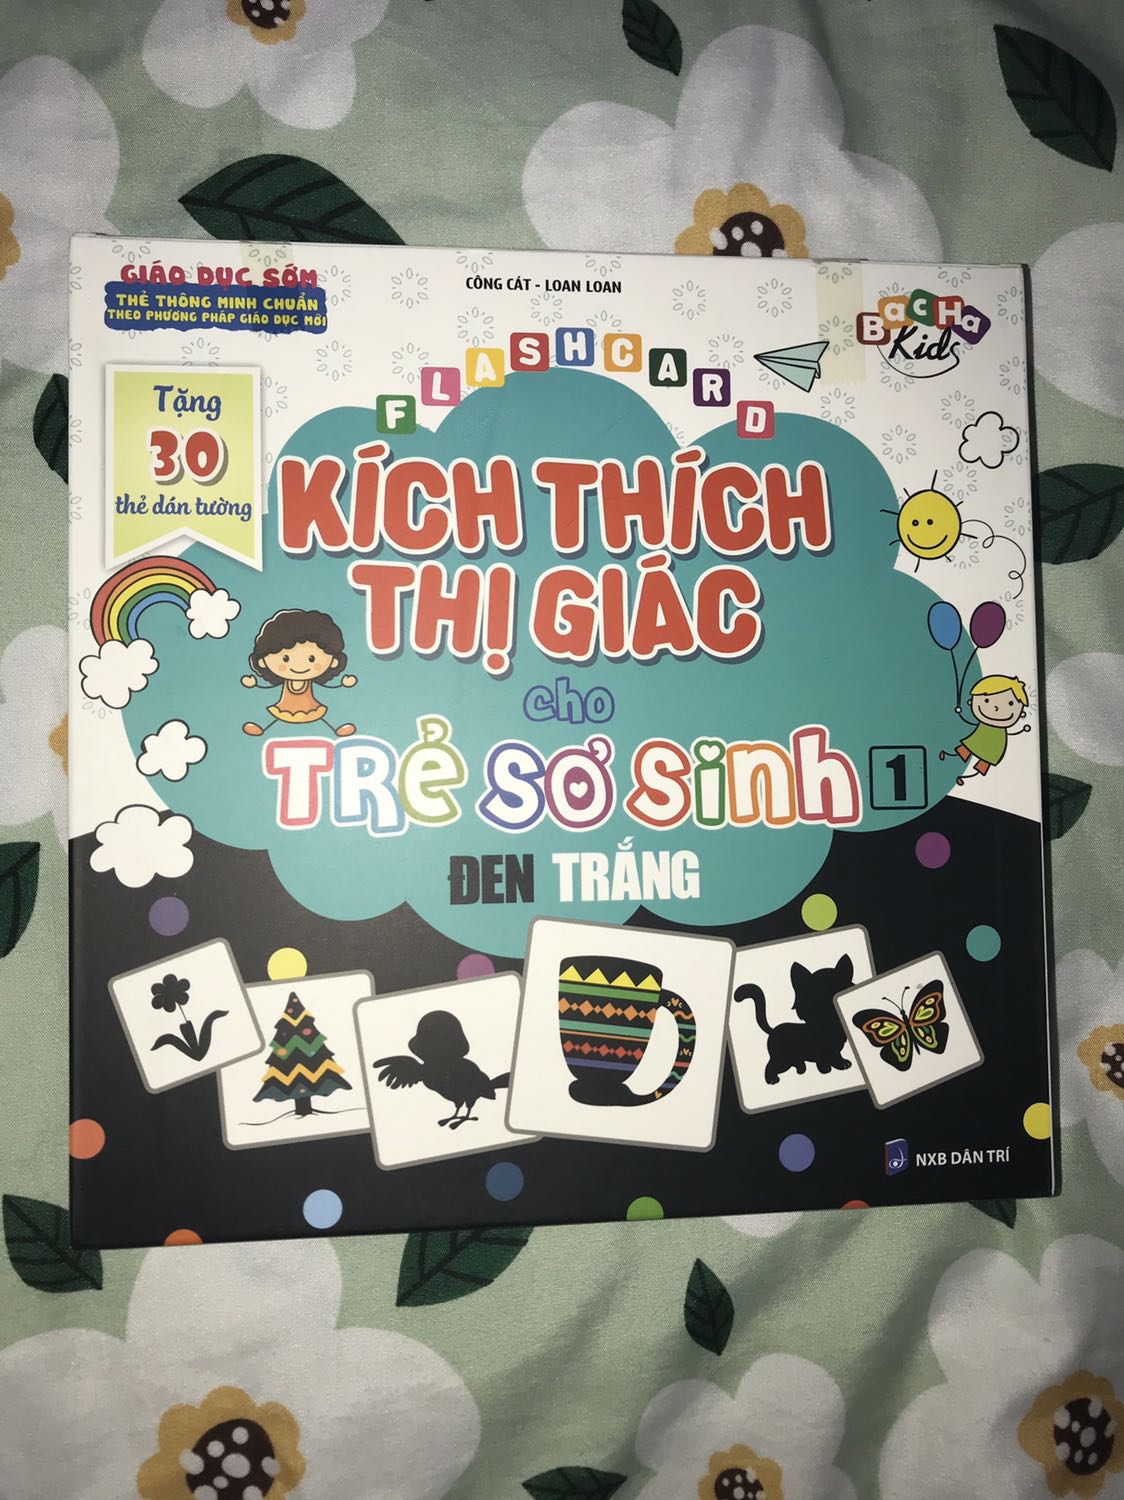 GIÁO DỤC SỚM
THẺ THÔNG MINH CHUẨN
THEO PHƯƠNG PHÁP GIÁO DỤC MỚI
CÔNG CÁT - LOAN LOAN
BacHa
Kids
Tặng
30
thẻ dán tường
FLASHCARD
KÍCH THÍCH
THỊ GIÁC
cho
TRẺ SƠ SINH 1
ĐEN TRẮNG
NXB DÂN TRÍ